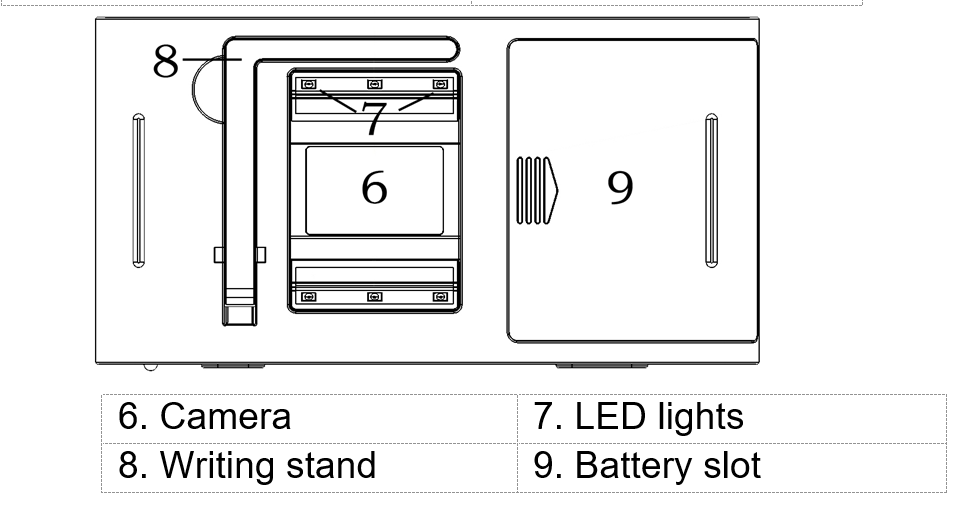 8
7
6
9
6. Camera
7. LED lights
8. Writing stand
9. Battery slot